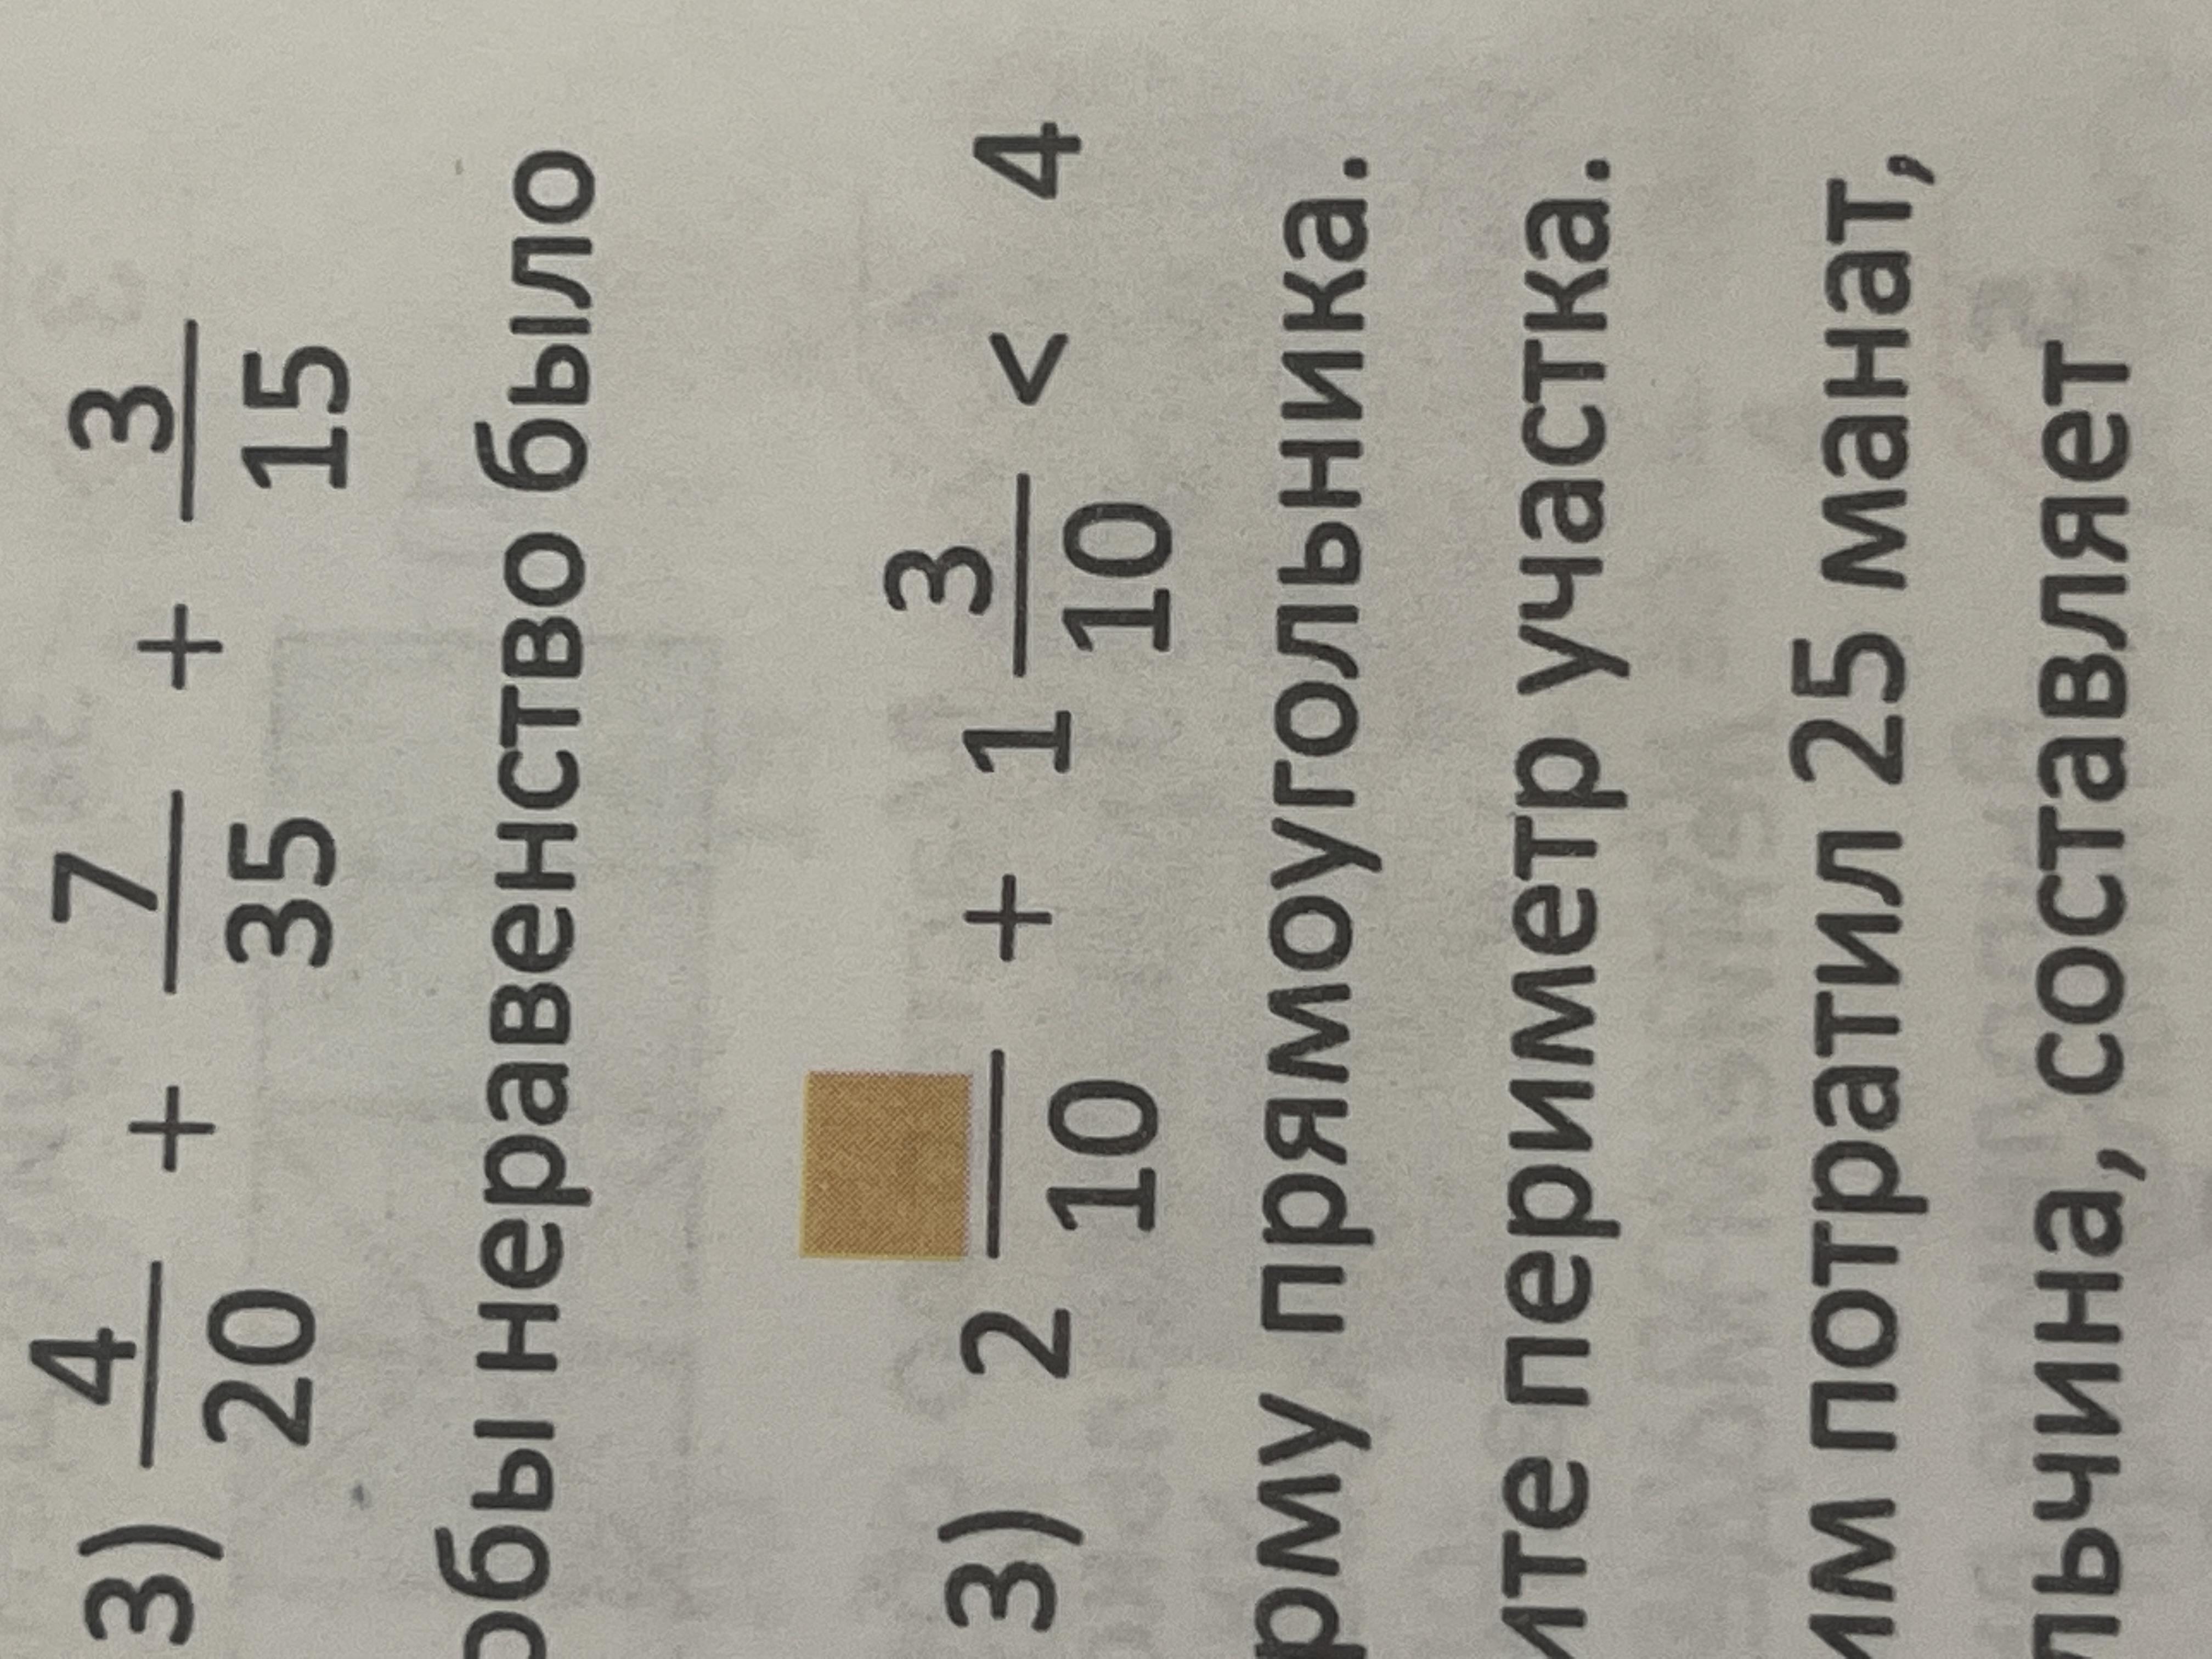 3) 4/20 + 7/35 + 3/15
обы неравенство было
3) 2 /10 + 1 3/10 < 4
рму прямоугольника.
ите периметр участка.
им потратил 25 манат,
льчина, составляет